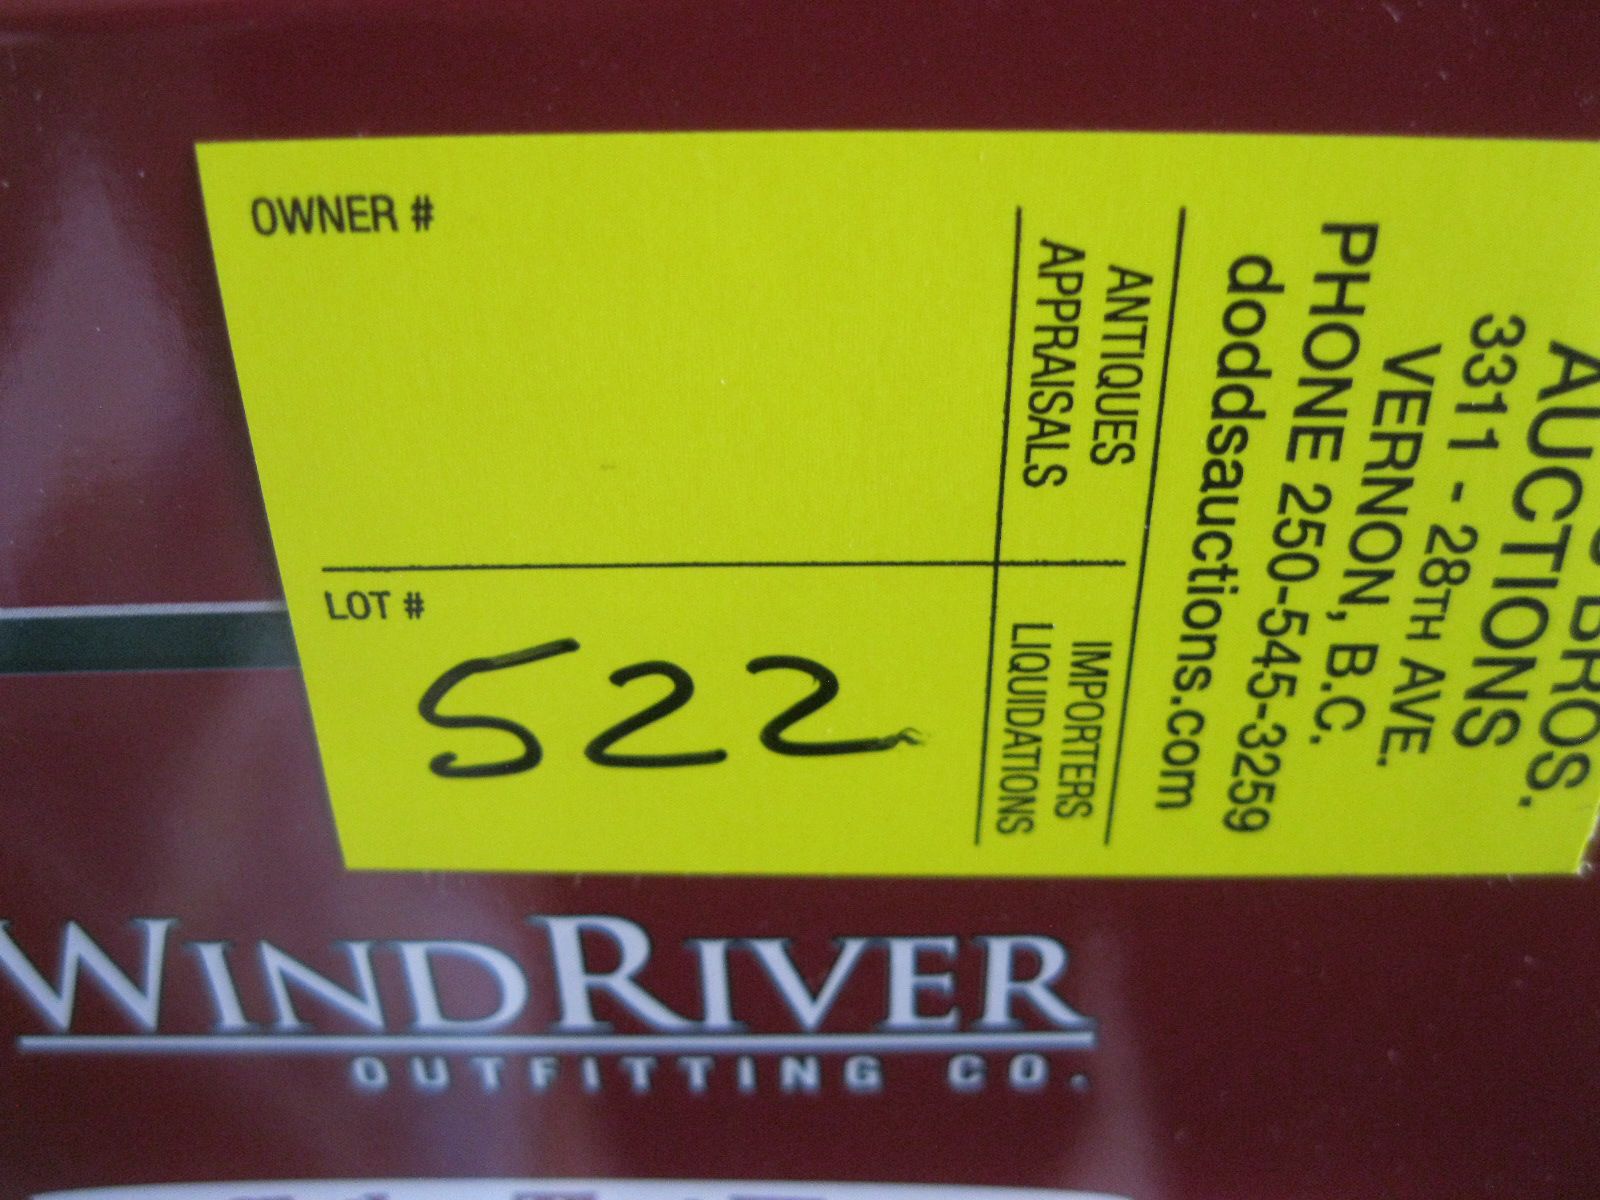 OWNER #
LOT #
522
BROS.
AUCTIONS
3311 - 28TH AVE.
VERNON, B.C.
PHONE 250-545-3259
doddsauctions.com
ANTIQUES IMPORTERS
APPRAISALS LIQUIDATIONS
WINDRIVER
OUTFITTING CO.